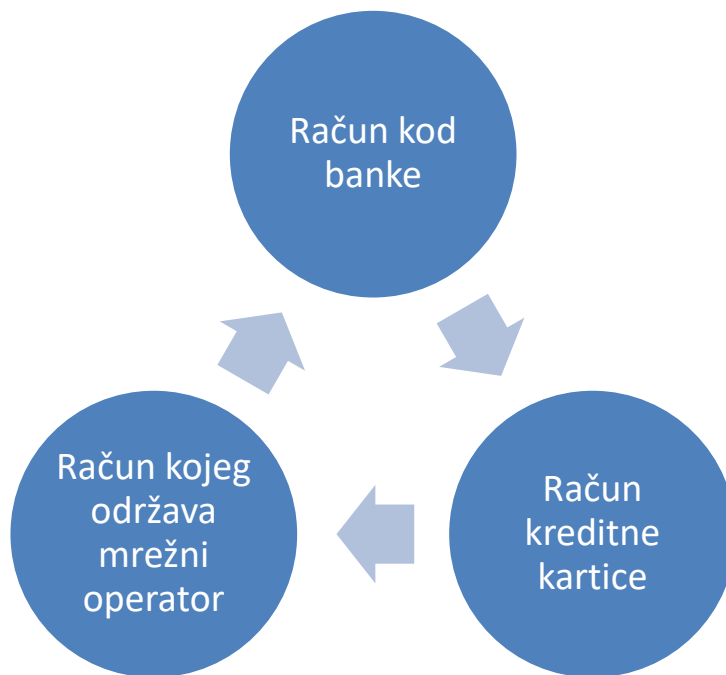 Račun kod
banke
Račun
kreditne
kartice
Račun kojeg
održava
mrežni
operator